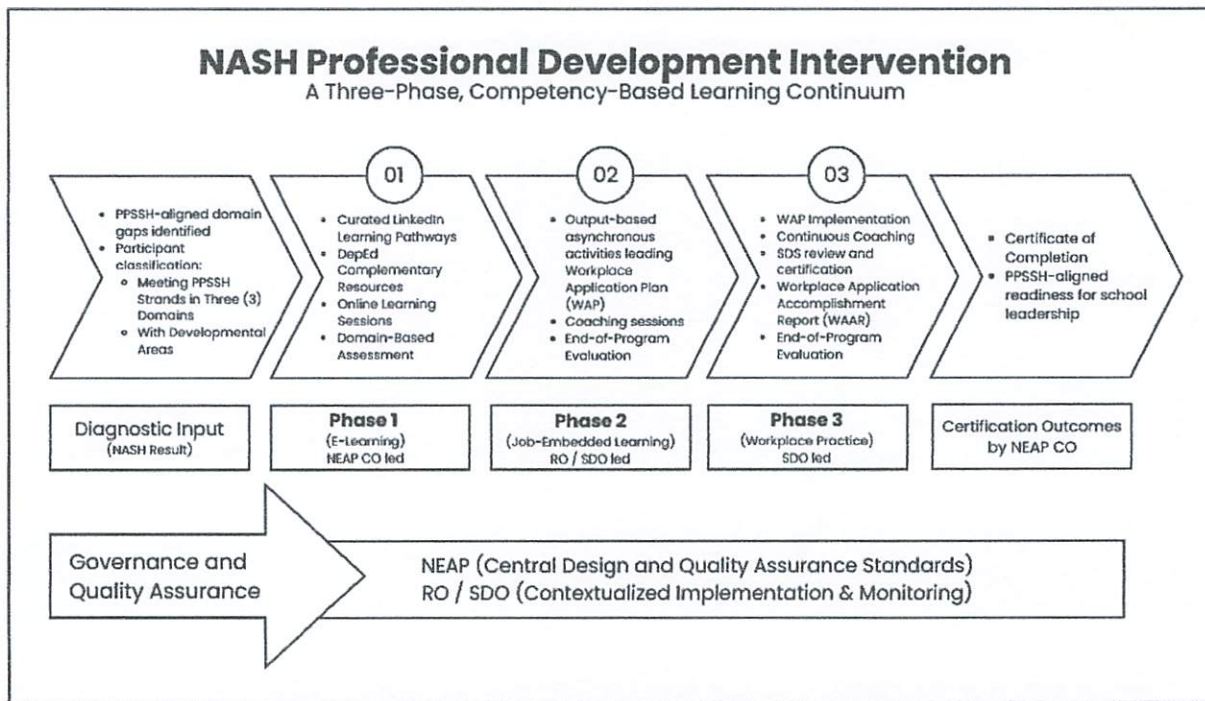 NASH Professional Development Intervention
A Three-Phase, Competency-Based Learning Continuum
• PPSSH-aligned domain
gaps identified
• Participant
classification:
o Meeting PPSSH
Strands in Three (3)
Domains
o With Developmental
Areas
01
• Curated LinkedIn
Learning Pathways
• DepEd
Complementary
Resources
• Online Learning
Sessions
• Domain-Based
Assessment
02
• Output-based
asynchronous
activities leading
Workplace
Application Plan
(WAP)
• Coaching sessions
• End-of-Program
Evaluation
03
• WAP Implementation
• Continuous Coaching
• SDS review and
certification
• Workplace Application
Accomplishment
Report (WAAR)
• End-of-Program
Evaluation
• Certificate of
Completion
• PPSSH-aligned
readiness for school
leadership
Diagnostic Input
(NASH Result)
Phase 1
(E-Learning)
NEAP CO led
Phase 2
(Job-Embedded Learning)
RO / SDO led
Phase 3
(Workplace Practice)
SDO led
Certification Outcomes
by NEAP CO
Governance and
Quality Assurance
NEAP (Central Design and Quality Assurance Standards)
RO / SDO (Contextualized Implementation & Monitoring)